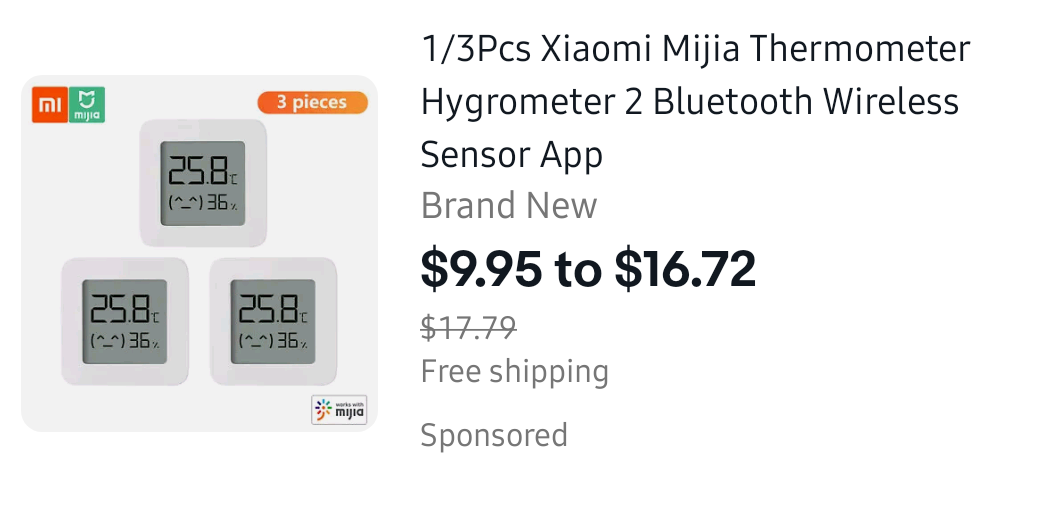 mi
mijia
3 pieces
25.8°C
(^_^) 36%
25.8°C
(^_^) 36%
25.8°C
(^_^) 36%
works with
mijia
1/3Pcs Xiaomi Mijia Thermometer
Hygrometer 2 Bluetooth Wireless
Sensor App
Brand New
$9.95 to $16.72
$17.79
Free shipping
Sponsored